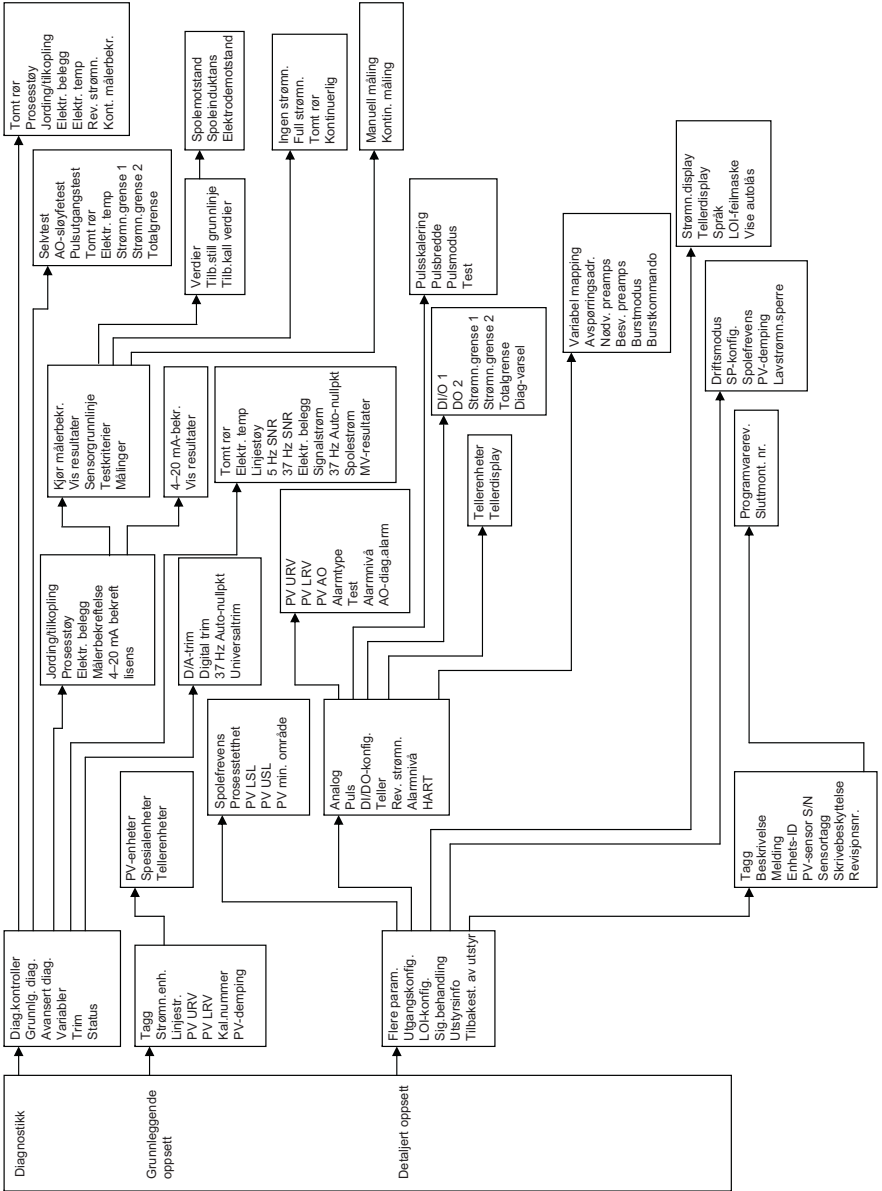 Diagnostikk
Grunnleggende
oppsett
Detaljert oppsett
Diag.kontroller
Grunnlg. diag.
Avansert diag.
Variabler
Trim
Status
Tagg
Strømn.enh.
Linjestr.
PV URV
PV LRV
Kal.nummer
PV-demping
Flere param.
Utgangskonfig.
LOI-konfig.
Sig.behandling
Utstyrsinfo
Tilbakest. av utstyr
PV-enheter
Spesialenheter
Tellerenheter
Jording/tilkopling
Prosesstøy
Elektr. belegg
Målerbekreftelse
4–20 mA bekreft
lisens
D/A-trim
Digital trim
37 Hz Auto-nullpkt
Universaltrim
Spolefrevens
Prosesstetthet
PV LSL
PV USL
PV min. område
Analog
Puls
DI/DO-konfig.
Teller
Rev. strømn.
Alarmnivå
HART
Tagg
Beskrivelse
Melding
Enhets-ID
PV-sensor S/N
Sensortagg
Skrivebeskyttelse
Revisjonsnr.
Kjør målerbekr.
Vis resultater
Sensorgrunnlinje
Testkriterier
Målinger
4–20 mA-bekr.
Vis resultater
Tomt rør
Elektr. temp
Linjestøy
5 Hz SNR
37 Hz SNR
Elektr. belegg
Signalstrøm
37 Hz Auto-nullpkt
Spolestrøm
MV-resultater
PV URV
PV LRV
PV AO
Alarmtype
Test
Alarmnivå
AO-diag.alarm
Tellerenheter
Tellerdisplay
Programvarerev.
Sluttmont. nr.
Selvtest
AO-sløyfetest
Pulsutgangstest
Tomt rør
Elektr. temp
Strømn.grense 1
Strømn.grense 2
Totalgrense
Verdier
Tilb.still grunnlinje
Tilb.kall verdier
Pulsskalering
Pulsbredde
Pulsmodus
Test
DI/O 1
DO 2
Strømn.grense 1
Strømn.grense 2
Totalgrense
Diag-varsel
Variabel mapping
Avspørringsadr.
Nødv. preamps
Besv. preamps
Burstmodus
Burstkommando
Driftsmodus
SP-konfig.
Spolefrevens
PV-demping
Lavstrømn.sperre
Tomt rør
Prosesstøy
Jording/tilkopling
Elektr. belegg
Elektr. temp
Rev. strømn.
Kont. målerbekr.
Spolemotstand
Spoleinduktans
Elektrodemotstand
Ingen strømn.
Full strømn.
Tomt rør
Kontinuerlig
Manuell måling
Kontin. måling
Strømn.display
Tellerdisplay
Språk
LOI-feilmaske
Vise autolås